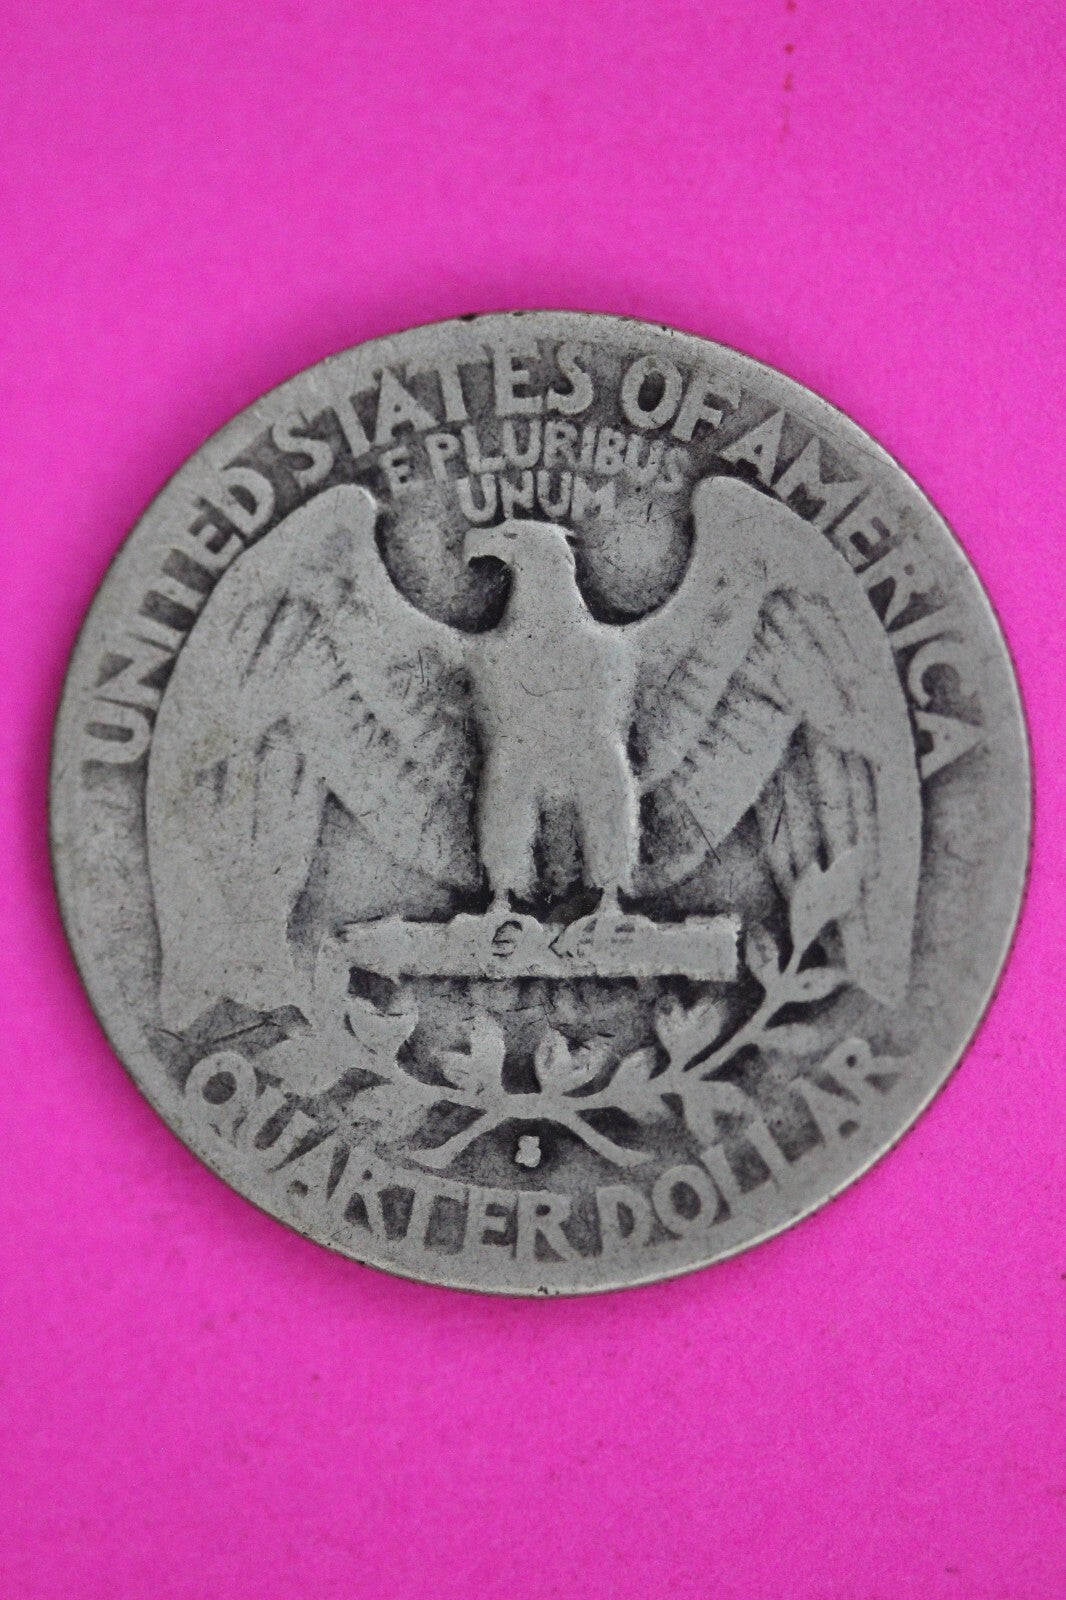 UNITED STATES OF AMERICA
E PLURIBUS
UNUM
S
QUARTER DOLLAR